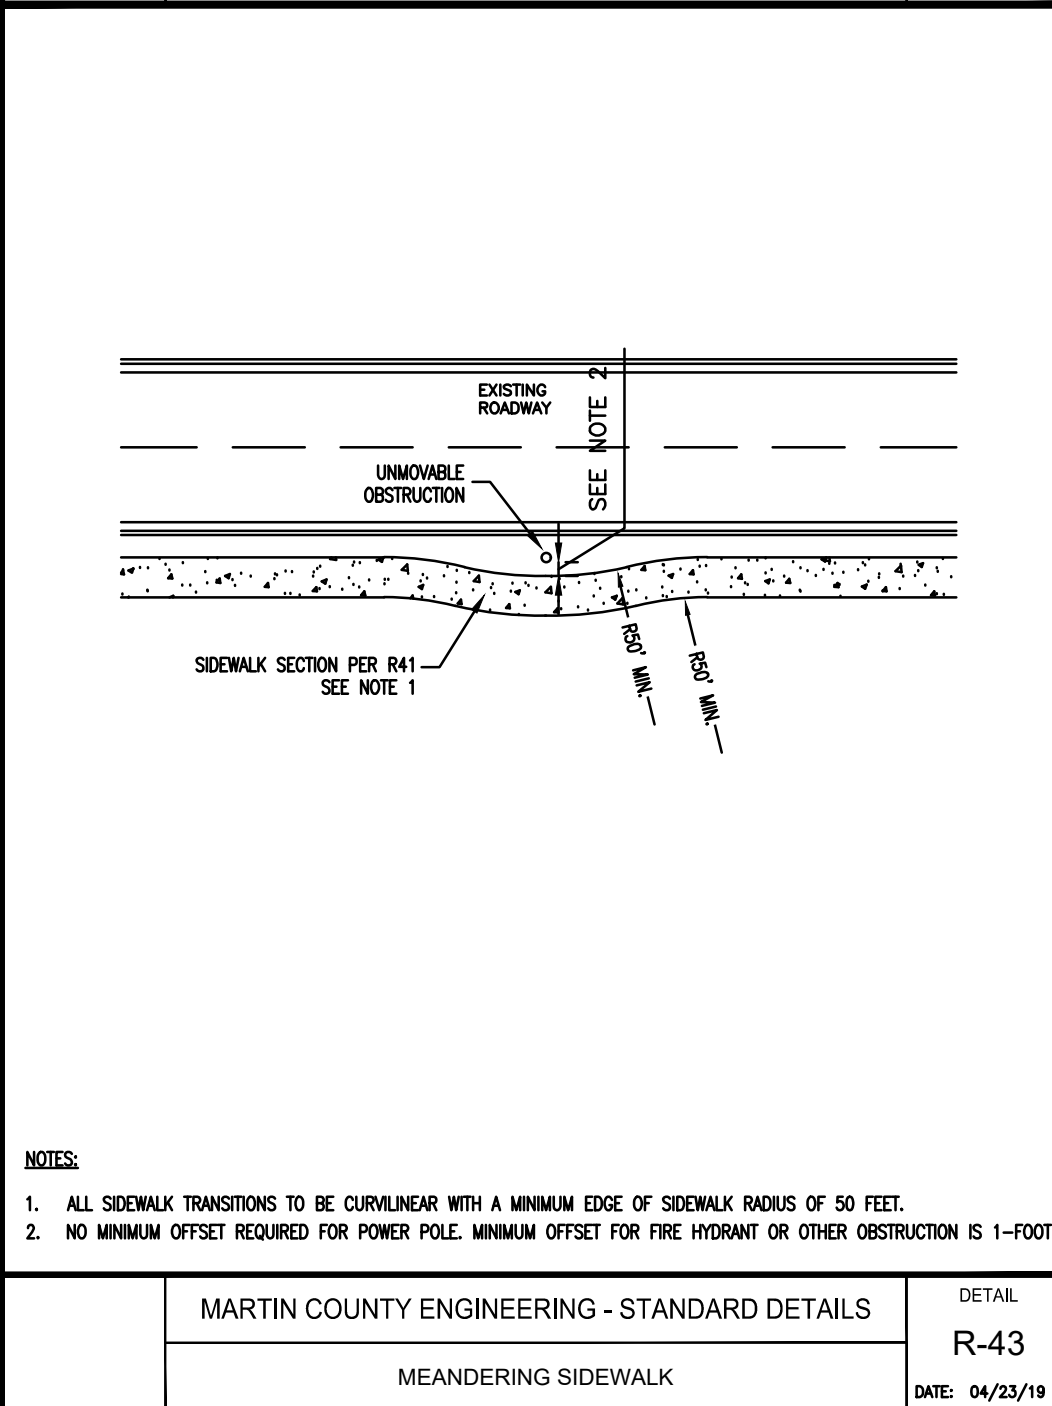 EXISTING
ROADWAY
SEE NOTE 2
UNMOVABLE
OBSTRUCTION
SIDEWALK SECTION PER R41
SEE NOTE 1
R50' MIN.
R50' MIN.
NOTES:
1. ALL SIDEWALK TRANSITIONS TO BE CURVILINEAR WITH A MINIMUM EDGE OF SIDEWALK RADIUS OF 50 FEET.
2. NO MINIMUM OFFSET REQUIRED FOR POWER POLE. MINIMUM OFFSET FOR FIRE HYDRANT OR OTHER OBSTRUCTION IS 1-FOOT
MARTIN COUNTY ENGINEERING - STANDARD DETAILS
MEANDERING SIDEWALK
DETAIL
R-43
DATE: 04/23/19